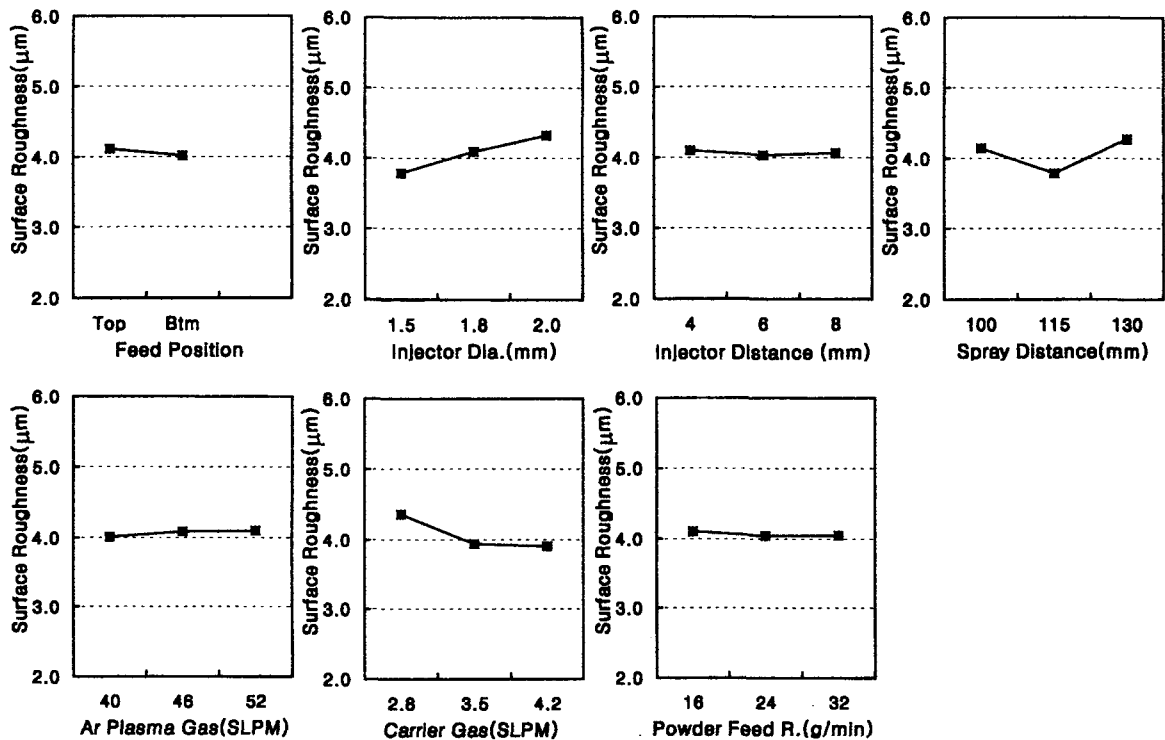 Surface Roughness(μm)
6.0
5.0
4.0
3.0
2.0
Top Btm
Feed Position
Surface Roughness(μm)
6.0
5.0
4.0
3.0
2.0
1.5 1.8 2.0
Injector Dia.(mm)
Surface Roughness(μm)
6.0
5.0
4.0
3.0
2.0
4 6 8
Injector Distance (mm)
Surface Roughness(μm)
6.0
5.0
4.0
3.0
2.0
100 115 130
Spray Distance(mm)
Surface Roughness(μm)
6.0
5.0
4.0
3.0
2.0
40 46 52
Ar Plasma Gas(SLPM)
Surface Roughness(μm)
6.0
5.0
4.0
3.0
2.0
2.8 3.5 4.2
Carrier Gas(SLPM)
Surface Roughness(μm)
6.0
5.0
4.0
3.0
2.0
16 24 32
Powder Feed R.(g/min)